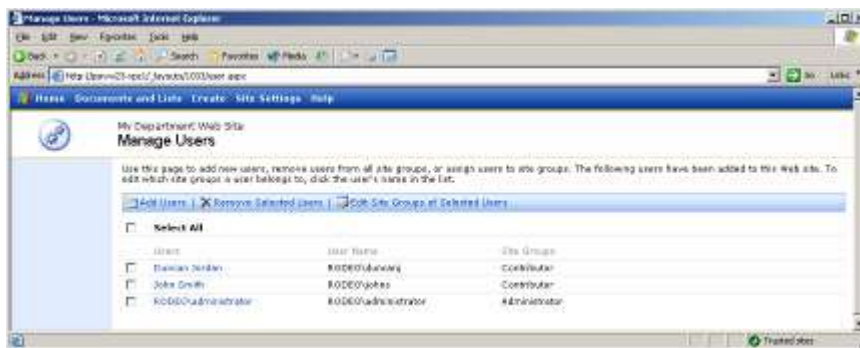 Manage Users - Microsoft Internet Explorer
File Edit View Favorites Tools Help
Back Search Favorites Media
Address
Go Links
Home Documents and Lists Create Site Settings Help
My Department Web Site
Manage Users
Use this page to add new users, remove users from all site groups, or assign users to site groups. The following users have been added to this Web site. To
edit which site groups a user belongs to, click the user's name in the list.
Add Users | Remove Selected Users | Edit Site Groups of Selected Users
Select All
Users User Name Site Groups
Jordan Contributor
John Smith RODEO\johns Contributor
RODEO\administrator RODEO\administrator Administrator
Trusted sites